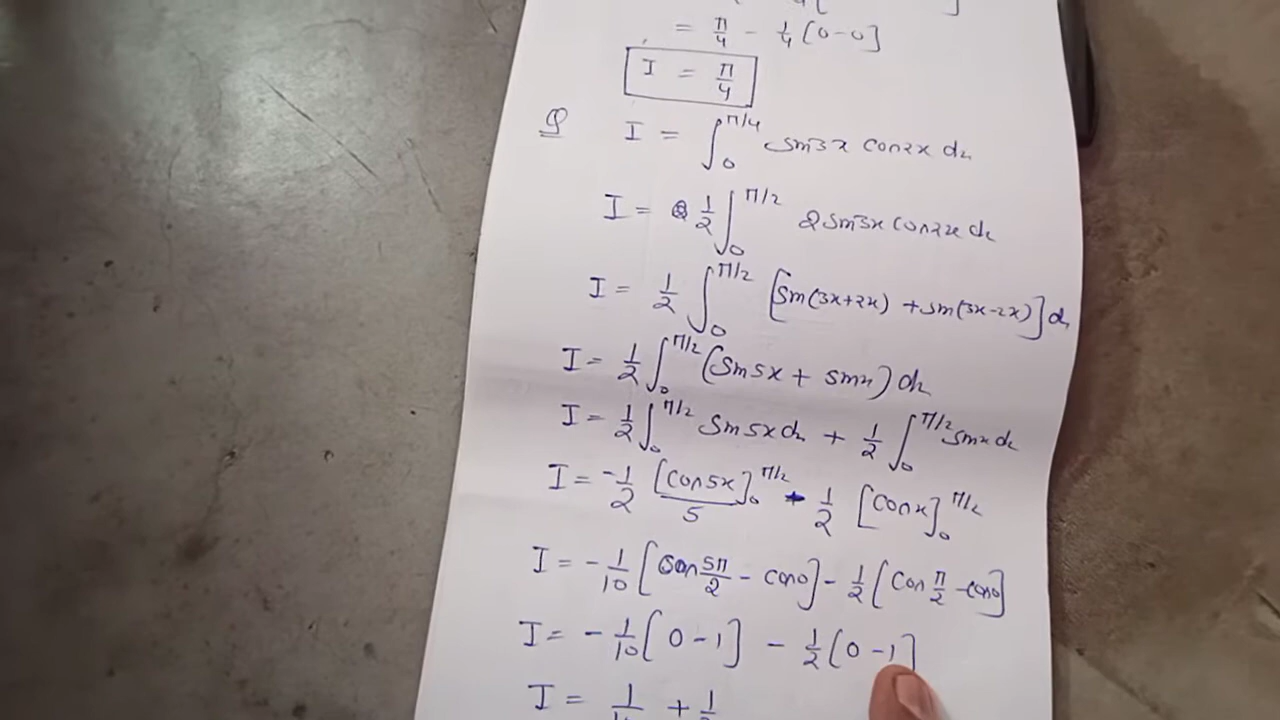 = π/4 - 1/4 [0-0]
I = π/4
Q I = ∫₀^π/4 sin3x cos2x dx
I = 1/2 ∫₀^π/2 2sin3x cos2x dx
I = 1/2 ∫₀^π/2 [sin(3x+2x) + sin(3x-2x)] dx
I = 1/2 ∫₀^π/2 (sin5x + sinx) dx
I = 1/2 ∫₀^π/2 sin5x dx + 1/2 ∫₀^π/2 sinx dx
I = -1/2 [cos5x]₀^π/2 / 5 - 1/2 [cosx]₀^π/2
I = -1/10 [cos 5π/2 - cos0] - 1/2 [cos π/2 - cos0]
I = -1/10 [0-1] - 1/2 [0-1]
I = 1/ + 1/